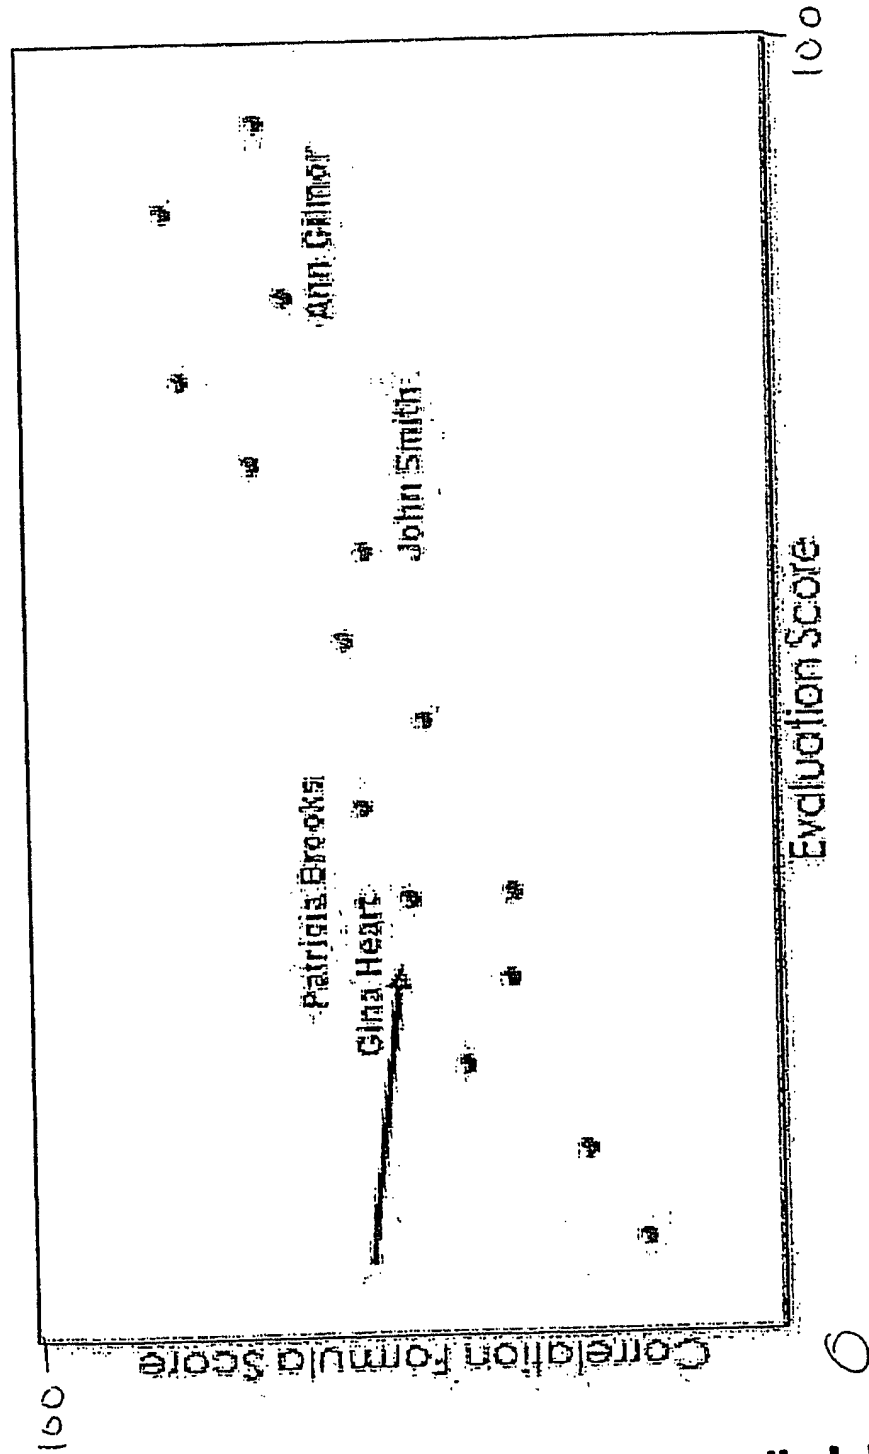 100
Correlation Formula Score
Patricia Brooks
Gina Heart
John Smith
Ann Gilmor
0
Evaluation Score
100